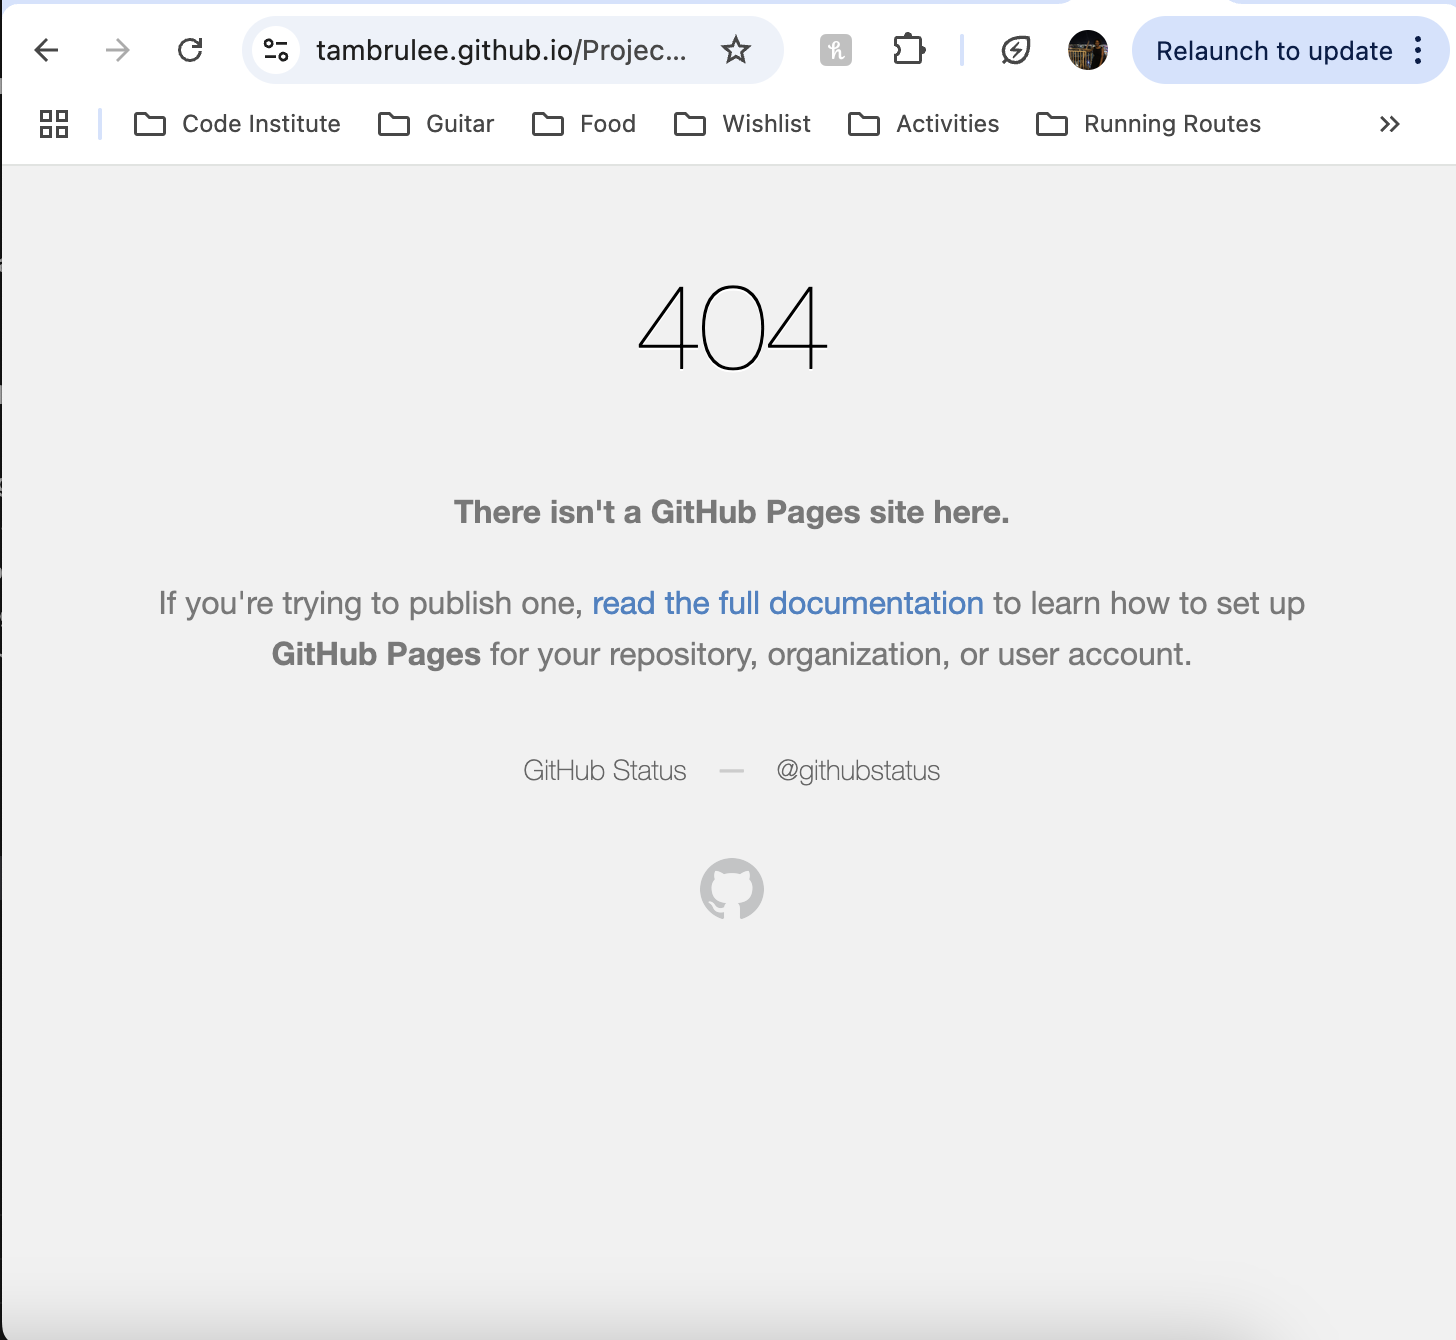 tambrulee.github.io/Projec...
Relaunch to update
Code Institute
Guitar
Food
Wishlist
Activities
Running Routes
404
There isn't a GitHub Pages site here.
If you're trying to publish one, read the full documentation to learn how to set up
GitHub Pages for your repository, organization, or user account.
GitHub Status — @githubstatus